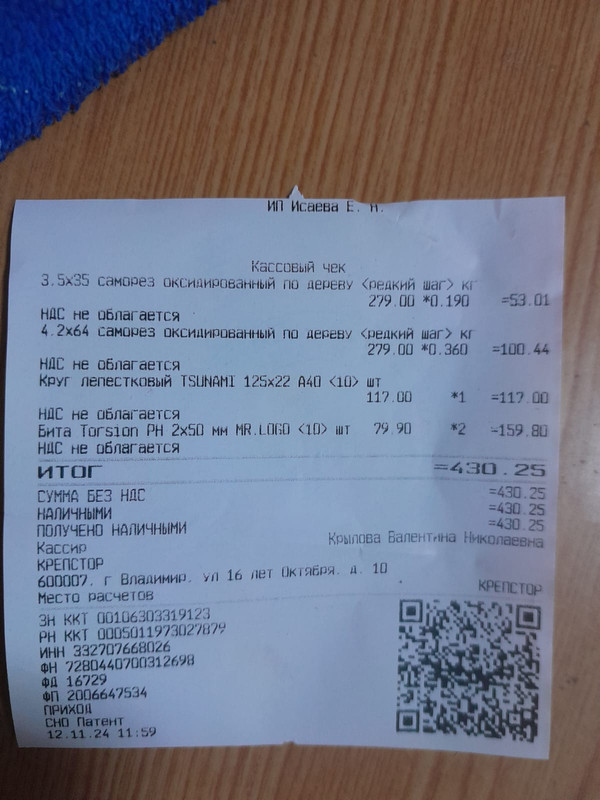 ИП Исаева Е. Н.
Кассовый чек
3.5x35 саморез оксидированный по дереву <редкий шаг> кг
279.00 *0.190 =53.01
НДС не облагается
4.2x64 саморез оксидированный по дереву <редкий шаг> кг
279.00 *0.360 =100.44
НДС не облагается
Круг лепестковый TSUNAMI 125x22 A40 <10> шт
117.00 *1 =117.00
НДС не облагается
Бита Torsion PH 2x50 мм MR.LOGO <10> шт 79.90 *2 =159.80
НДС не облагается
ИТОГ =430.25
СУММА БЕЗ НДС =430.25
НАЛИЧНЫМИ =430.25
ПОЛУЧЕНО НАЛИЧНЫМИ =430.25
Кассир Крылова Валентина Николаевна
КРЕПСТОР
600007, г Владимир, ул 16 лет Октября, д. 10
Место расчетов КРЕПСТОР
ЗН ККТ 00106303319123
РН ККТ 0005011973027879
ИНН 332707668026
ФН 7280440700312698
ФД 16729
ФП 2006647534
ПРИХОД
СНО Патент
12.11.24 11:59